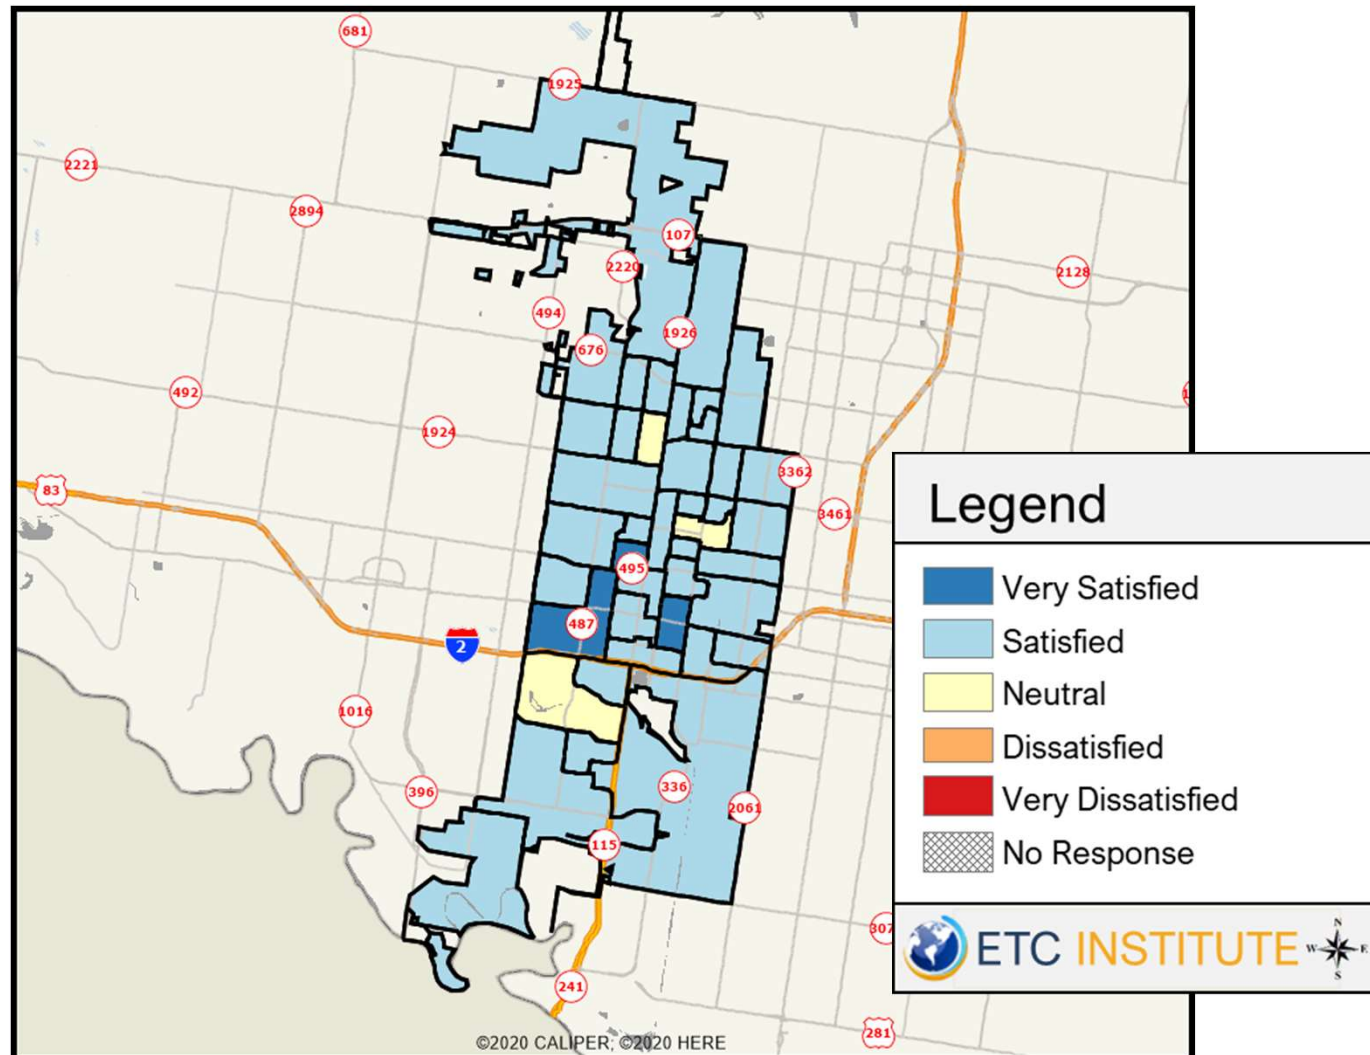 681
1925
2221
2894
107
2220
2128
494
1926
676
492
1924
3362
83
3461
495
487
2
1016
336
396
2061
115
307
241
281
©2020 CALIPER; ©2020 HERE
Legend
Very Satisfied
Satisfied
Neutral
Dissatisfied
Very Dissatisfied
No Response
ETC INSTITUTE
N
W E
S